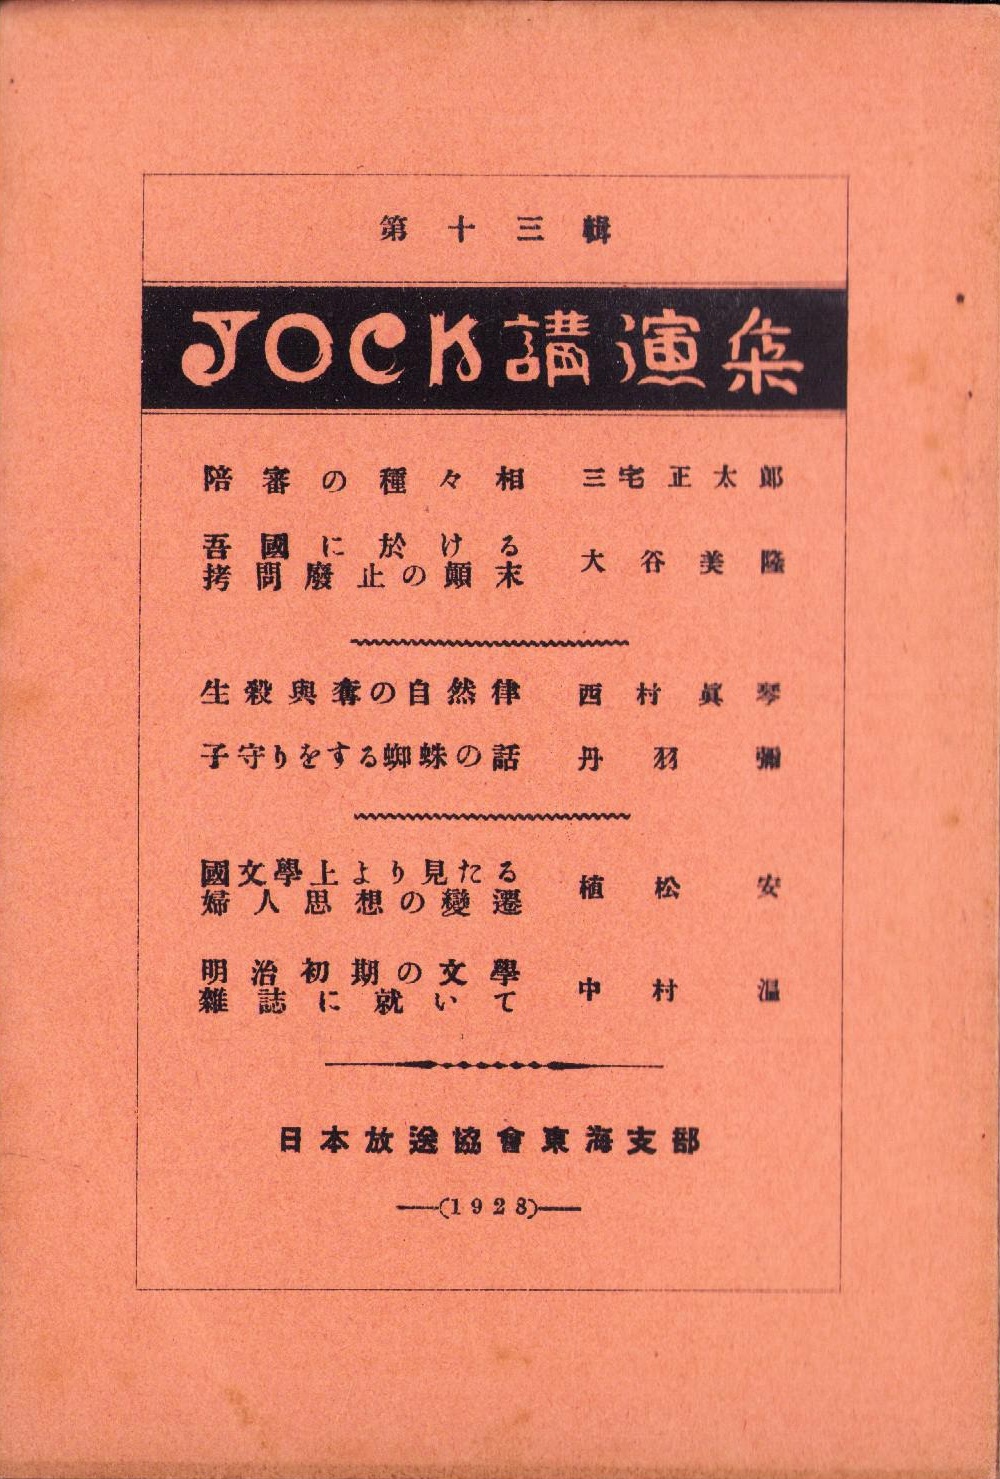 第十三輯
JOCK講演集
陪審の種々相 三宅正太郎
吾國に於ける
拷問廢止の顛末 大谷美隆
生殺與奪の自然律 西村眞琴
子守りをする蜘蛛の話 丹羽彌
國文學上より見たる
婦人思想の變遷 植松安
明治初期の文學
雜誌に就いて 中村溫
日本放送協會東海支部
(1928)